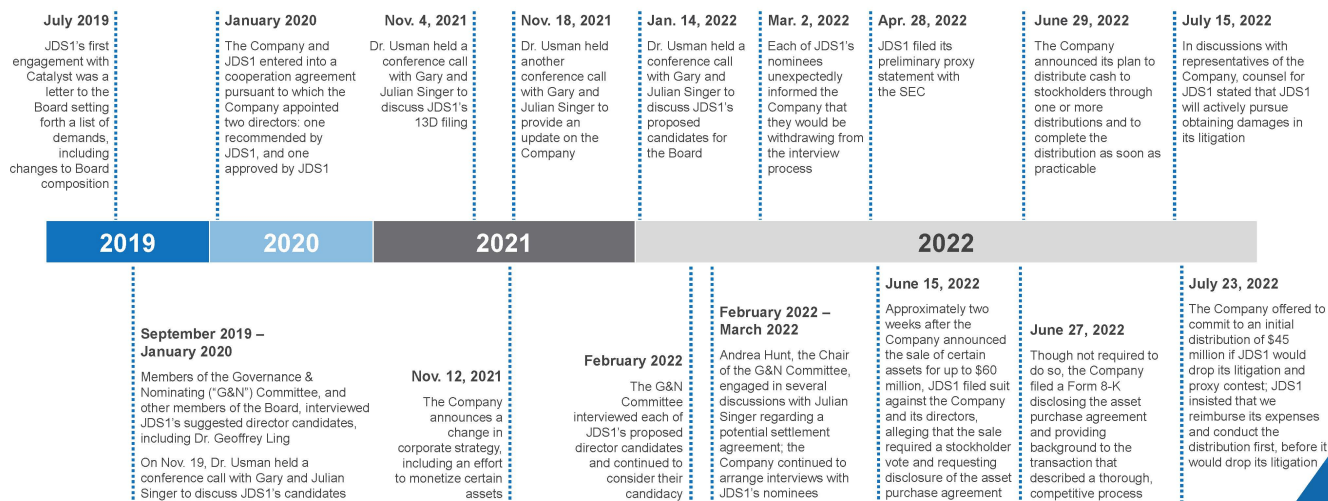 July 2019
JDS1's first
engagement with
Catalyst was a
letter to the
Board setting
forth a list of
demands,
including
changes to Board
composition
January 2020
The Company and
JDS1 entered into a
cooperation agreement
pursuant to which the
Company appointed
two directors: one
recommended by
JDS1, and one
approved by JDS1
Nov. 4, 2021
Dr. Usman held a
conference call
with Gary and
Julian Singer to
discuss JDS1's
13D filing
Nov. 18, 2021
Dr. Usman held
another
conference call
with Gary and
Julian Singer to
provide an
update on the
Company
Jan. 14, 2022
Dr. Usman held a
conference call
with Gary and
Julian Singer to
discuss JDS1's
proposed
candidates for
the Board
Mar. 2, 2022
Each of JDS1's
nominees
unexpectedly
informed the
Company that
they would be
withdrawing from
the interview
process
Apr. 28, 2022
JDS1 filed its
preliminary proxy
statement with
the SEC
June 29, 2022
The Company
announced its plan to
distribute cash to
stockholders through
one or more
distributions and to
complete the
distribution as soon as
practicable
July 15, 2022
In discussions with
representatives of the
Company, counsel for
JDS1 stated that JDS1
will actively pursue
obtaining damages in
its litigation
2019
2020
2021
2022
September 2019 –
January 2020
Members of the Governance &
Nominating ("G&N") Committee, and
other members of the Board, interviewed
JDS1's suggested director candidates,
including Dr. Geoffrey Ling
On Nov. 19, Dr. Usman held a
conference call with Gary and Julian
Singer to discuss JDS1's candidates
Nov. 12, 2021
The Company
announces a
change in
corporate strategy,
including an effort
to monetize certain
assets
February 2022
The G&N
Committee
interviewed each of
JDS1's proposed
director candidates
and continued to
consider their
candidacy
February 2022 –
March 2022
Andrea Hunt, the Chair
of the G&N Committee,
engaged in several
discussions with Julian
Singer regarding a
potential settlement
agreement; the
Company continued to
arrange interviews with
JDS1's nominees
June 15, 2022
Approximately two
weeks after the
Company announced
the sale of certain
assets for up to $60
million, JDS1 filed suit
against the Company
and its directors,
alleging that the sale
required a stockholder
vote and requesting
disclosure of the asset
purchase agreement
June 27, 2022
Though not required to
do so, the Company
filed a Form 8-K
disclosing the asset
purchase agreement
and providing
background to the
transaction that
described a thorough,
competitive process
July 23, 2022
The Company offered to
commit to an initial
distribution of $45
million if JDS1 would
drop its litigation and
proxy contest; JDS1
insisted that we
reimburse its expenses
and conduct the
distribution first, before it
would drop its litigation